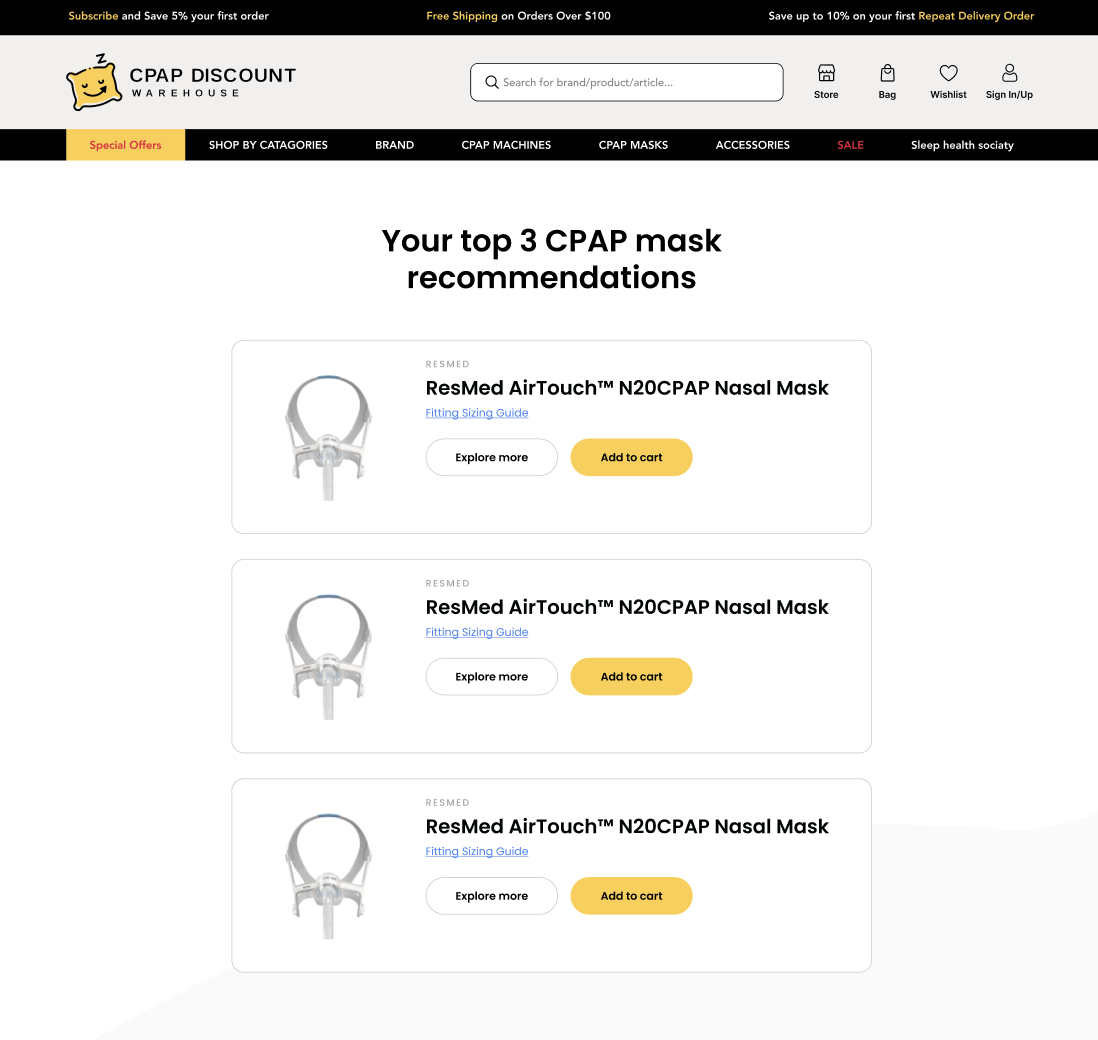 Subscribe and Save 5% your first order
Free Shipping on Orders Over $100
Save up to 10% on your first Repeat Delivery Order
Z
CPAP DISCOUNT
WAREHOUSE
Search for brand/product/article...
Store
Bag
Wishlist
Sign In/Up
Special Offers
SHOP BY CATAGORIES
BRAND
CPAP MACHINES
CPAP MASKS
ACCESSORIES
SALE
Sleep health sociaty
Your top 3 CPAP mask
recommendations
RESMED
ResMed AirTouch™ N20CPAP Nasal Mask
Fitting Sizing Guide
Explore more
Add to cart
RESMED
ResMed AirTouch™ N20CPAP Nasal Mask
Fitting Sizing Guide
Explore more
Add to cart
RESMED
ResMed AirTouch™ N20CPAP Nasal Mask
Fitting Sizing Guide
Explore more
Add to cart